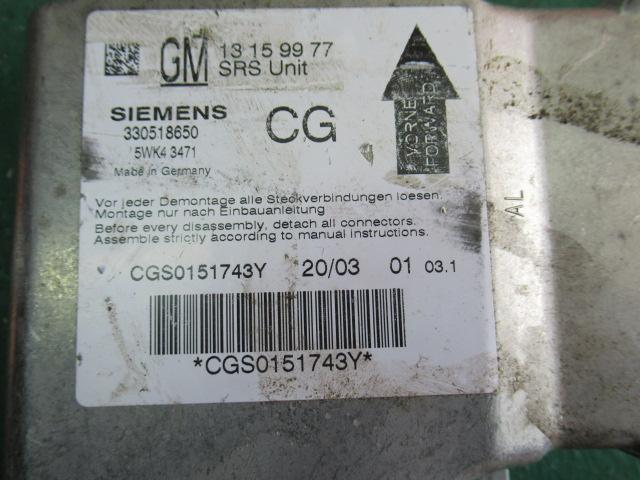 GM 13 15 99 77
SRS Unit
SIEMENS
330518650
5WK4 3471
Made in Germany
CG
VORNE
FORWARD
Vor jeder Demontage alle Steckverbindungen loesen.
Montage nur nach Einbauanleitung
Before every disassembly, detach all connectors.
Assemble strictly according to manual instructions.
CGS0151743Y 20/03 01 03.1
*CGS0151743Y*
AL